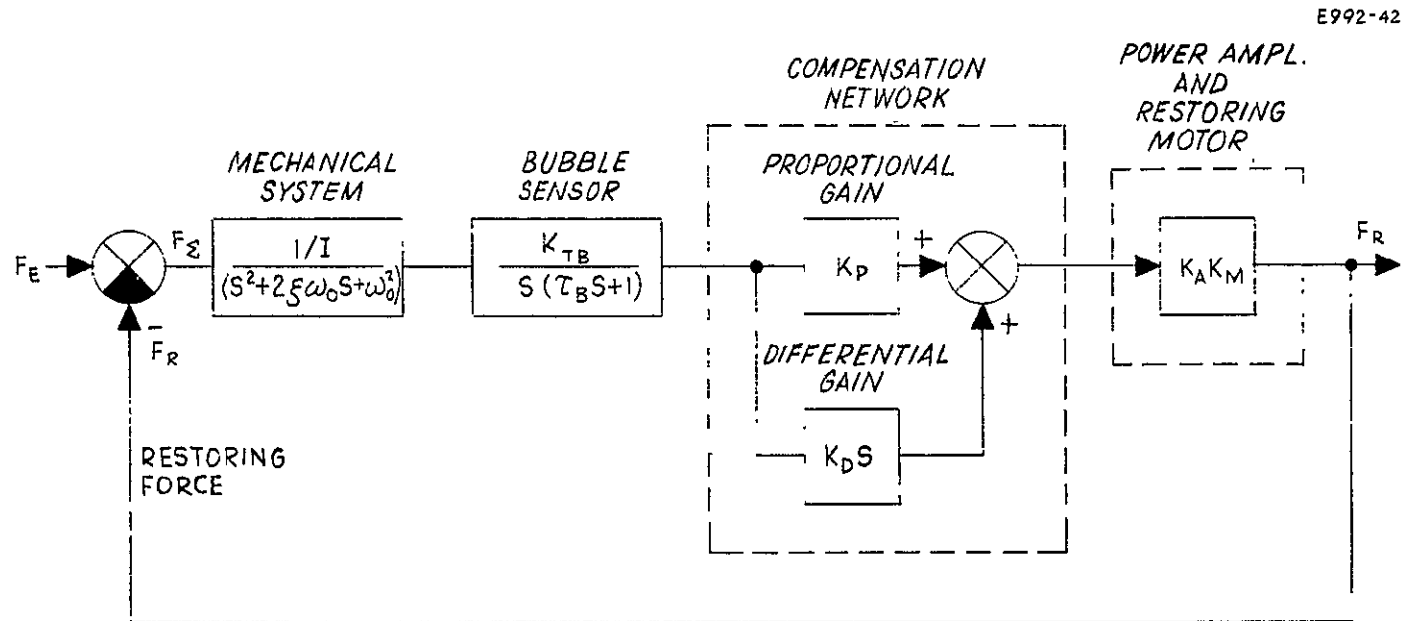 E992-42
POWER AMPL.
AND
RESTORING
MOTOR
COMPENSATION
NETWORK
MECHANICAL
SYSTEM
BUBBLE
SENSOR
PROPORTIONAL
GAIN
F_E
F_Σ
1/I
(S²+2ξω₀S+ω₀²)
K_TB
S(τ_BS+1)
K_P
+
K_AK_M
F_R
F̄_R
+
DIFFERENTIAL
GAIN
K_DS
RESTORING
FORCE